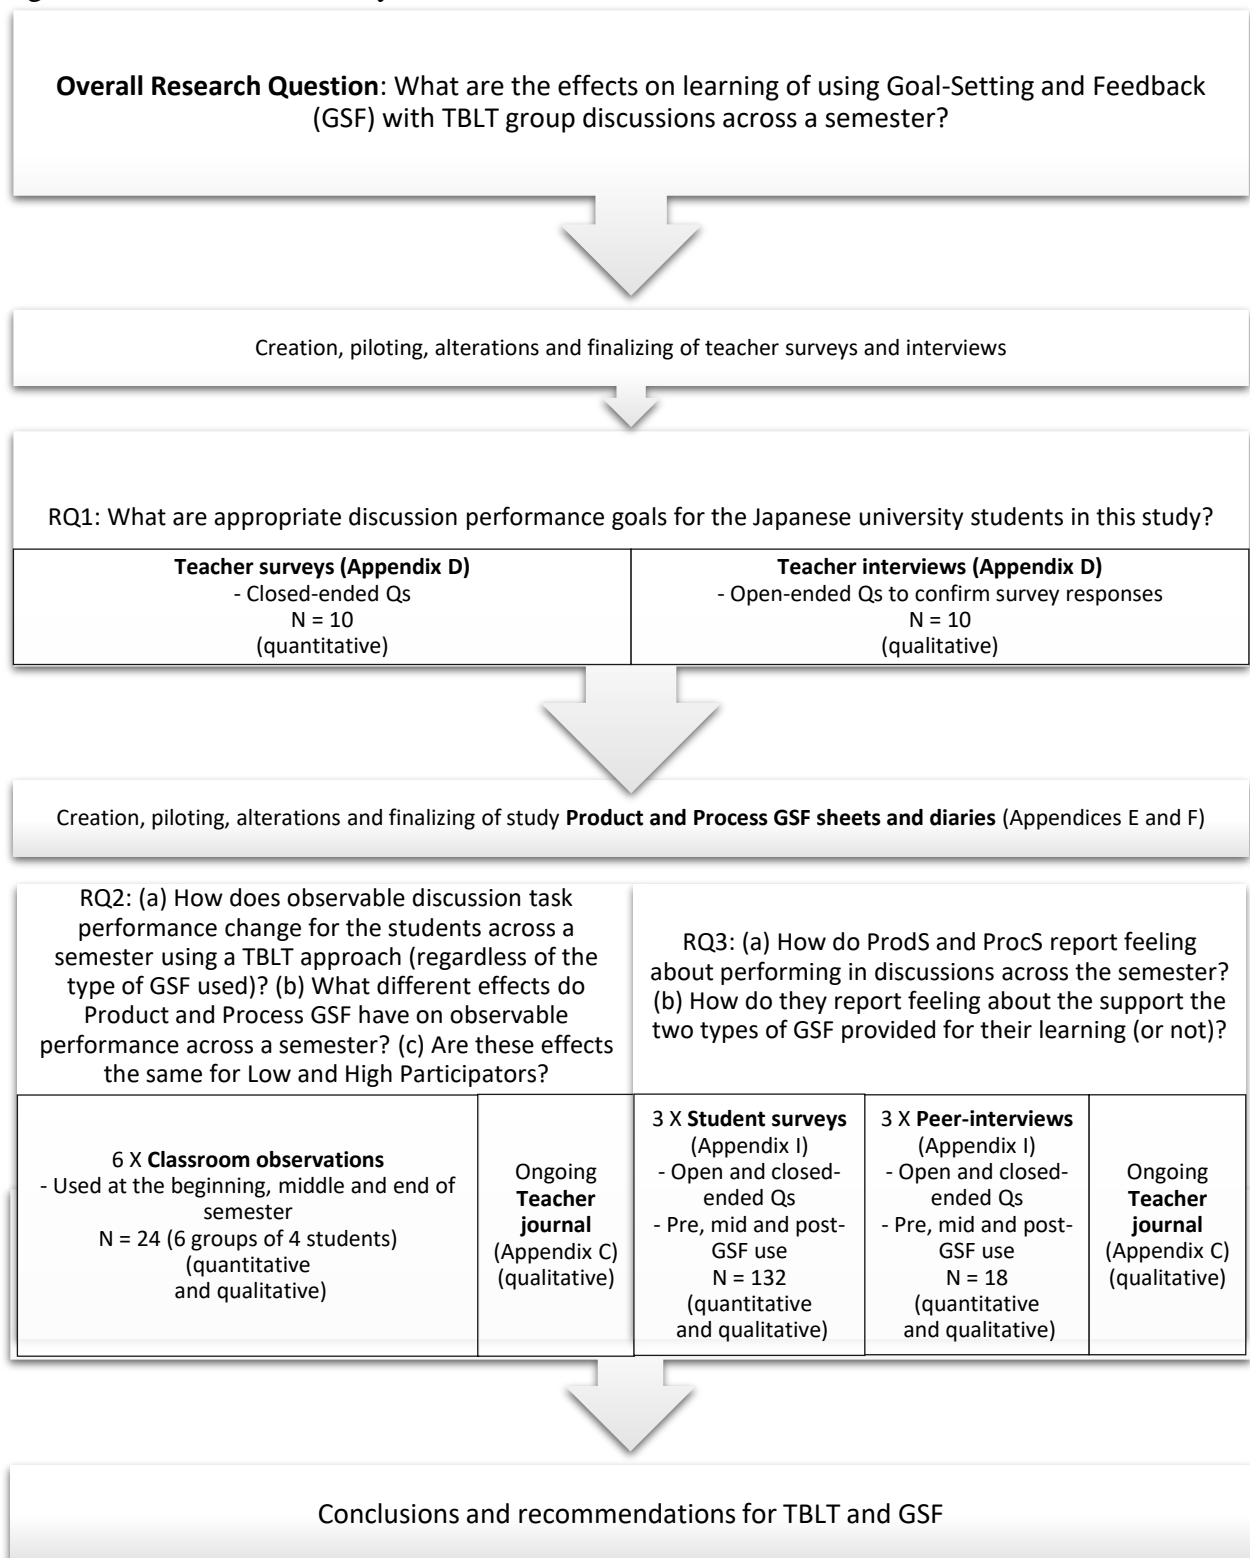 Overall Research Question: What are the effects on learning of using Goal-Setting and Feedback
(GSF) with TBLT group discussions across a semester?
Creation, piloting, alterations and finalizing of teacher surveys and interviews
RQ1: What are appropriate discussion performance goals for the Japanese university students in this study?
Teacher surveys (Appendix D)
- Closed-ended Qs
N = 10
(quantitative)
Teacher interviews (Appendix D)
- Open-ended Qs to confirm survey responses
N = 10
(qualitative)
Creation, piloting, alterations and finalizing of study Product and Process GSF sheets and diaries (Appendices E and F)
RQ2: (a) How does observable discussion task
performance change for the students across a
semester using a TBLT approach (regardless of the
type of GSF used)? (b) What different effects do
Product and Process GSF have on observable
performance across a semester? (c) Are these effects
the same for Low and High Participators?
RQ3: (a) How do ProdS and ProcS report feeling
about performing in discussions across the semester?
(b) How do they report feeling about the support the
two types of GSF provided for their learning (or not)?
6 X Classroom observations
- Used at the beginning, middle and end of
semester
N = 24 (6 groups of 4 students)
(quantitative
and qualitative)
Ongoing
Teacher
journal
(Appendix C)
(qualitative)
3 X Student surveys
(Appendix I)
- Open and closed-
ended Qs
- Pre, mid and post-
GSF use
N = 132
(quantitative
and qualitative)
3 X Peer-interviews
(Appendix I)
- Open and closed-
ended Qs
- Pre, mid and post-
GSF use
N = 18
(quantitative
and qualitative)
Ongoing
Teacher
journal
(Appendix C)
(qualitative)
Conclusions and recommendations for TBLT and GSF